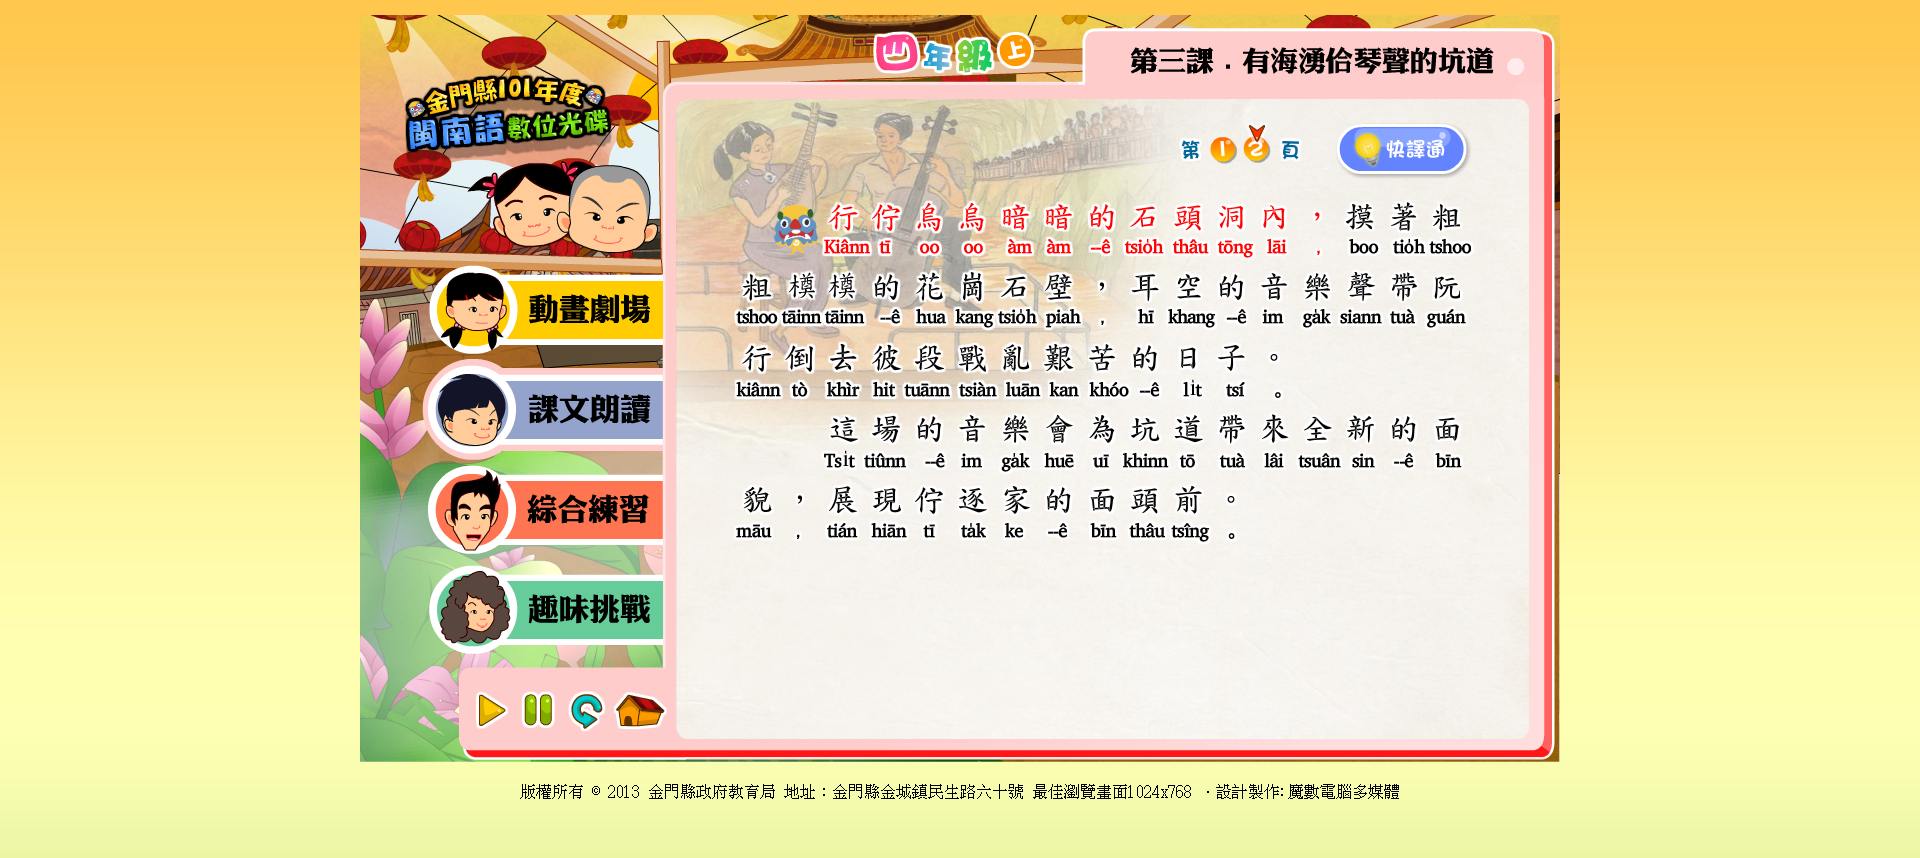 金門縣101年度
閩南語數位光碟
四年級上
第三課．有海湧佮琴聲的坑道
第 1 2 頁
快譯通
行佇烏烏暗暗的石頭洞內，摸著粗
Kiânn tī oo oo àm àm --ê tsio̍h thâu tōng lāi , boo tio̍h tshoo
粗橂橂的花崗石壁，耳空的音樂聲帶阮
tshoo tāinn tāinn --ê hua kang tsio̍h piah , hī khang --ê im ga̍k siann tuà guán
行倒去彼段戰亂艱苦的日子。
kiânn tò khìr hit tuānn tsiàn luān kan khóo --ê li̍t tsí 。
這場的音樂會為坑道帶來全新的面
Tsi̍t tiûnn --ê im ga̍k huē uī khinn tō tuà lâi tsuân sin --ê bīn
貌，展現佇逐家的面頭前。
māu , tián hiān tī ta̍k ke --ê bīn thâu tsîng 。
動畫劇場
課文朗讀
綜合練習
趣味挑戰
版權所有 © 2013 金門縣政府教育局 地址：金門縣金城鎮民生路六十號 最佳瀏覽畫面1024x768 ．設計製作: 魔數電腦多媒體